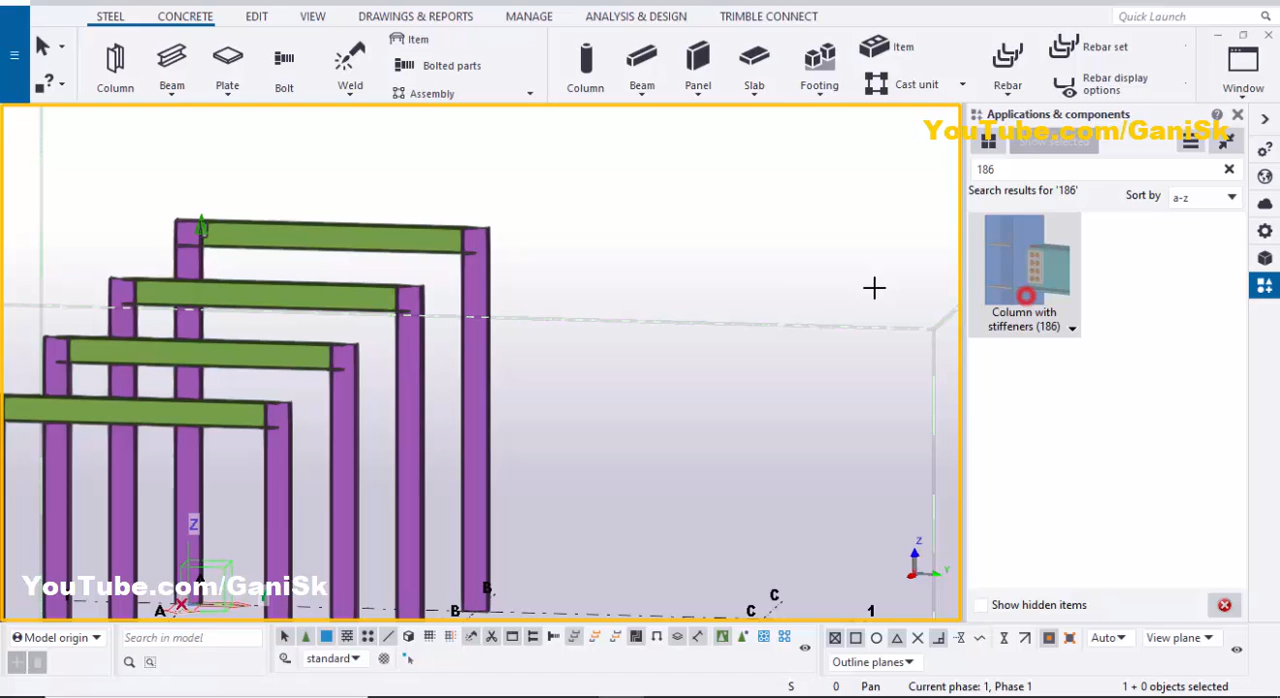 STEEL CONCRETE EDIT VIEW DRAWINGS & REPORTS MANAGE ANALYSIS & DESIGN TRIMBLE CONNECT Quick Launch
Column Beam Plate Bolt Weld
Item
Bolted parts
Assembly
Column Beam Panel Slab Footing
Item
Cast unit
Rebar
Rebar set
Rebar display
options
Window
Applications & components
YouTube.com/GaniSk
Show selected
186
Search results for '186'
Sort by a-z
Column with
stiffeners (186)
Z
Z
Y
X
A
B
B
C
C
1
YouTube.com/GaniSk
Show hidden items
Model origin Search in model
standard
Auto View plane
Outline planes
S 0 Pan Current phase: 1, Phase 1 1 + 0 objects selected